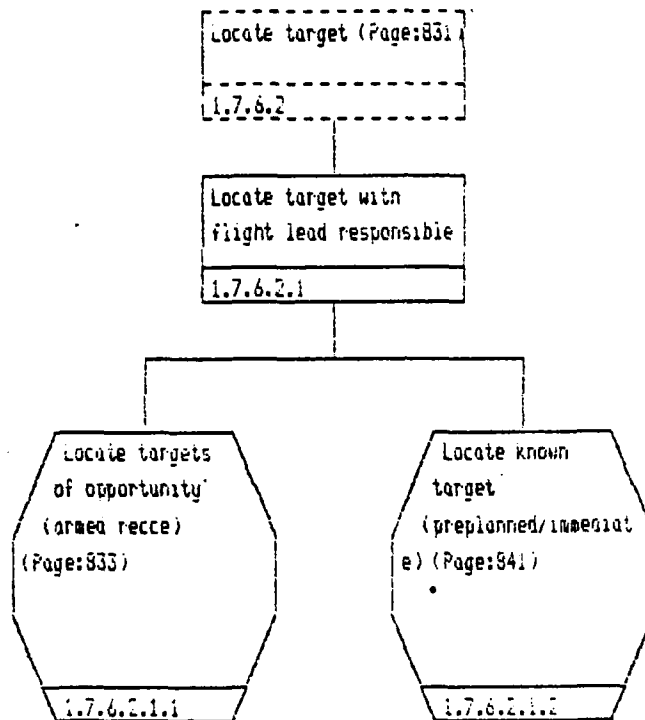 Locate target (Page:831)
1.7.6.2
Locate target with
flight lead responsible
1.7.6.2.1
Locate targets
of opportunity
(armed recce)
(Page:833)
1.7.6.2.1.1
Locate known
target
(preplanned/immediat
e) (Page:841)
1.7.6.2.1.2